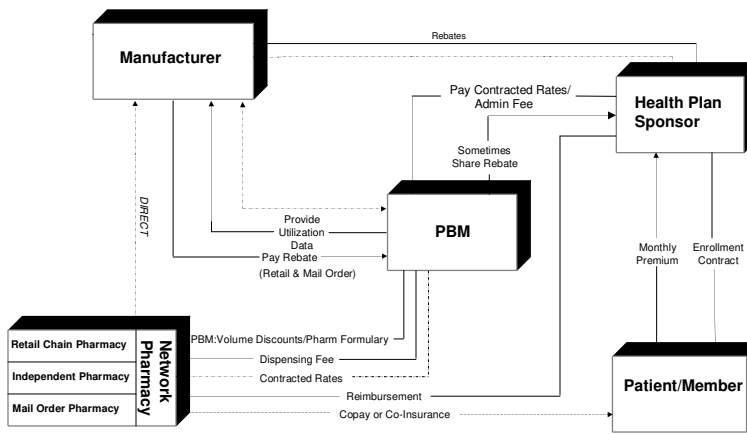 Rebates
Manufacturer
Pay Contracted Rates/
Admin Fee
Health Plan
Sponsor
Sometimes
Share Rebate
DIRECT
Provide
Utilization
Data
PBM
Pay Rebate
(Retail & Mail Order)
Monthly
Premium
Enrollment
Contract
Retail Chain Pharmacy
Independent Pharmacy
Mail Order Pharmacy
Network
Pharmacy
PBM:Volume Discounts/Pharm Formulary
Dispensing Fee
Contracted Rates
Reimbursement
Copay or Co-Insurance
Patient/Member